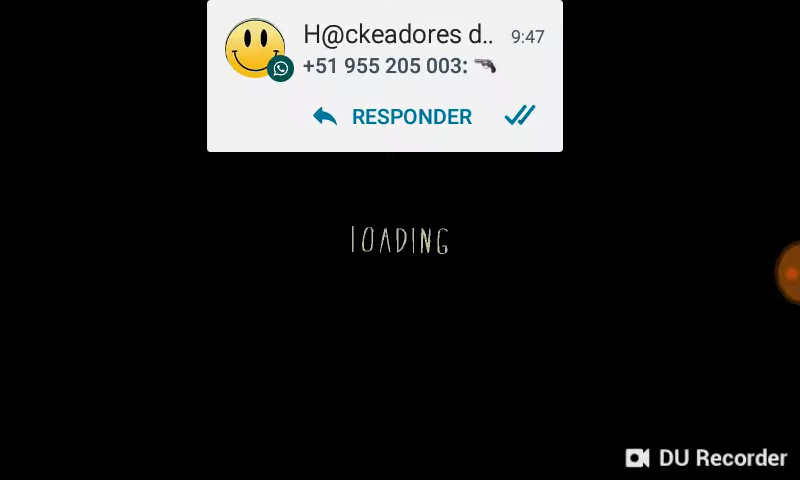 H@ckeadores d.. 9:47
+51 955 205 003: 🔫
RESPONDER
LOADING
DU Recorder